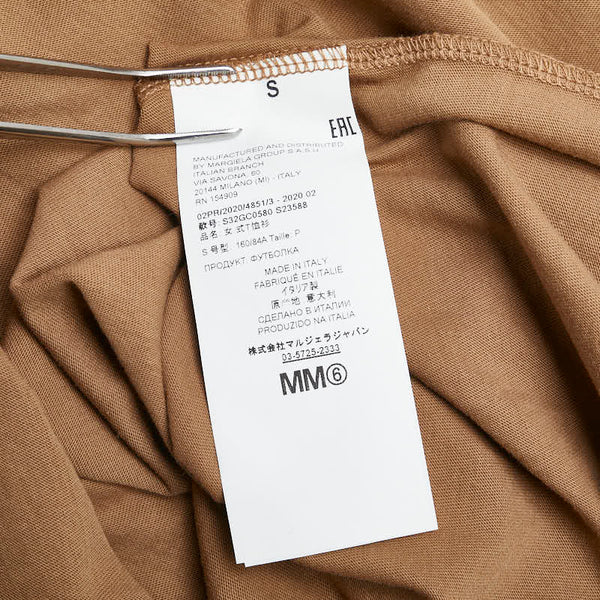 S
EAC
MANUFACTURED AND DISTRIBUTED
BY MARGIELA GROUP S.A.S.U
ITALIAN BRANCH
VIA SAVONA, 60
20144 MILANO (MI) - ITALY
RN 154909
02PR/2020/4851/3 - 2020 02
款号: S32GC0580 S23588
品名: 女 式T恤衫
S 号型: 160/84A Taille: P
ПРОДУКТ: ФУТБОЛКА
MADE IN ITALY
FABRIQUÉ EN ITALIE
イタリア製
原产地 意大利
СДЕЛАНО В ИТАЛИИ
PRODUZIDO NA ITALIA
株式会社マルジェラジャパン
03-5725-2333
MM⑥